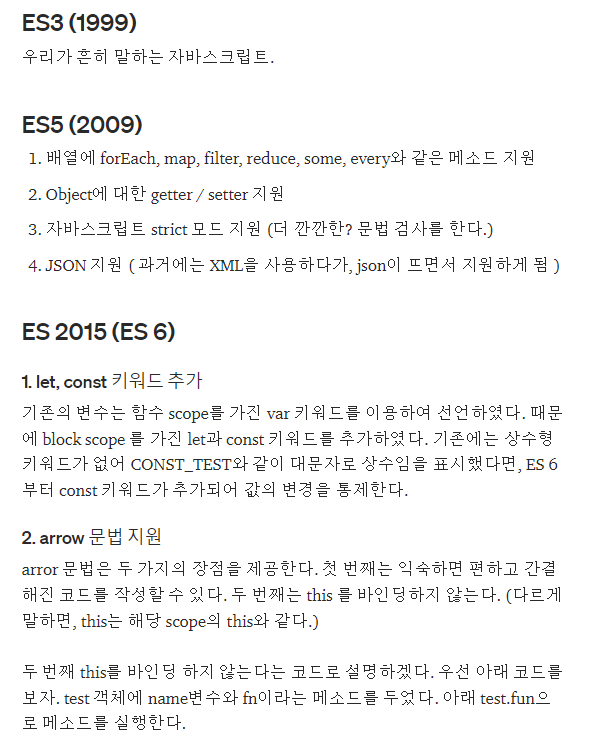 ES3 (1999)
우리가 흔히 말하는 자바스크립트.
ES5 (2009)
1. 배열에 forEach, map, filter, reduce, some, every와 같은 메소드 지원
2. Object에 대한 getter / setter 지원
3. 자바스크립트 strict 모드 지원 (더 깐깐한? 문법 검사를 한다.)
4. JSON 지원 ( 과거에는 XML을 사용하다가, json이 뜨면서 지원하게 됨 )
ES 2015 (ES 6)
1. let, const 키워드 추가
기존의 변수는 함수 scope를 가진 var 키워드를 이용하여 선언하였다. 때문
에 block scope 를 가진 let과 const 키워드를 추가하였다. 기존에는 상수형
키워드가 없어 CONST_TEST와 같이 대문자로 상수임을 표시했다면, ES 6
부터 const 키워드가 추가되어 값의 변경을 통제한다.
2. arrow 문법 지원
arror 문법은 두 가지의 장점을 제공한다. 첫 번째는 익숙하면 편하고 간결
해진 코드를 작성할 수 있다. 두 번째는 this 를 바인딩하지 않는다. (다르게
말하면, this는 해당 scope의 this와 같다.)
두 번째 this를 바인딩 하지 않는다는 코드로 설명하겠다. 우선 아래 코드를
보자. test 객체에 name변수와 fn이라는 메소드를 두었다. 아래 test.fun으
로 메소드를 실행한다.